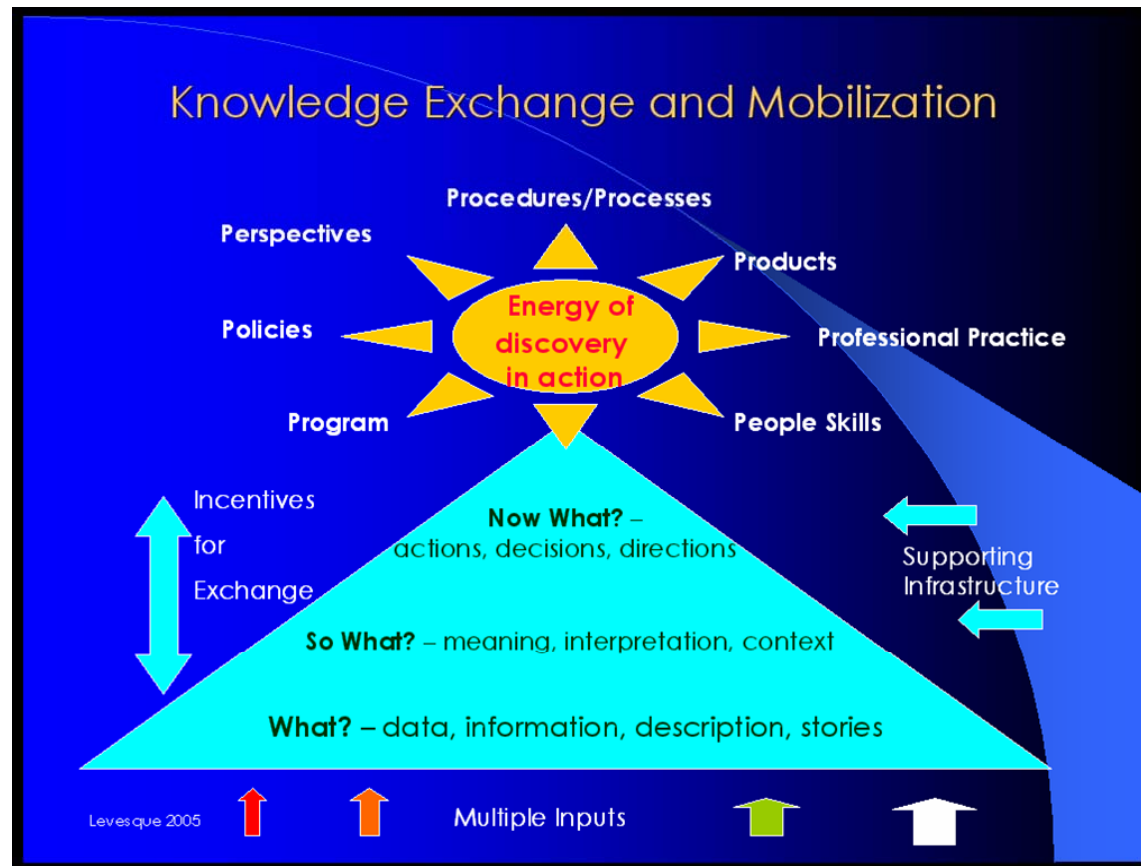 Knowledge Exchange and Mobilization
Procedures/Processes
Perspectives
Products
Energy of
discovery
in action
Policies
Professional Practice
Program
People Skills
Incentives
for
Exchange
Now What? –
actions, decisions, directions
Supporting
Infrastructure
So What? – meaning, interpretation, context
What? – data, information, description, stories
Levesque 2005
Multiple Inputs